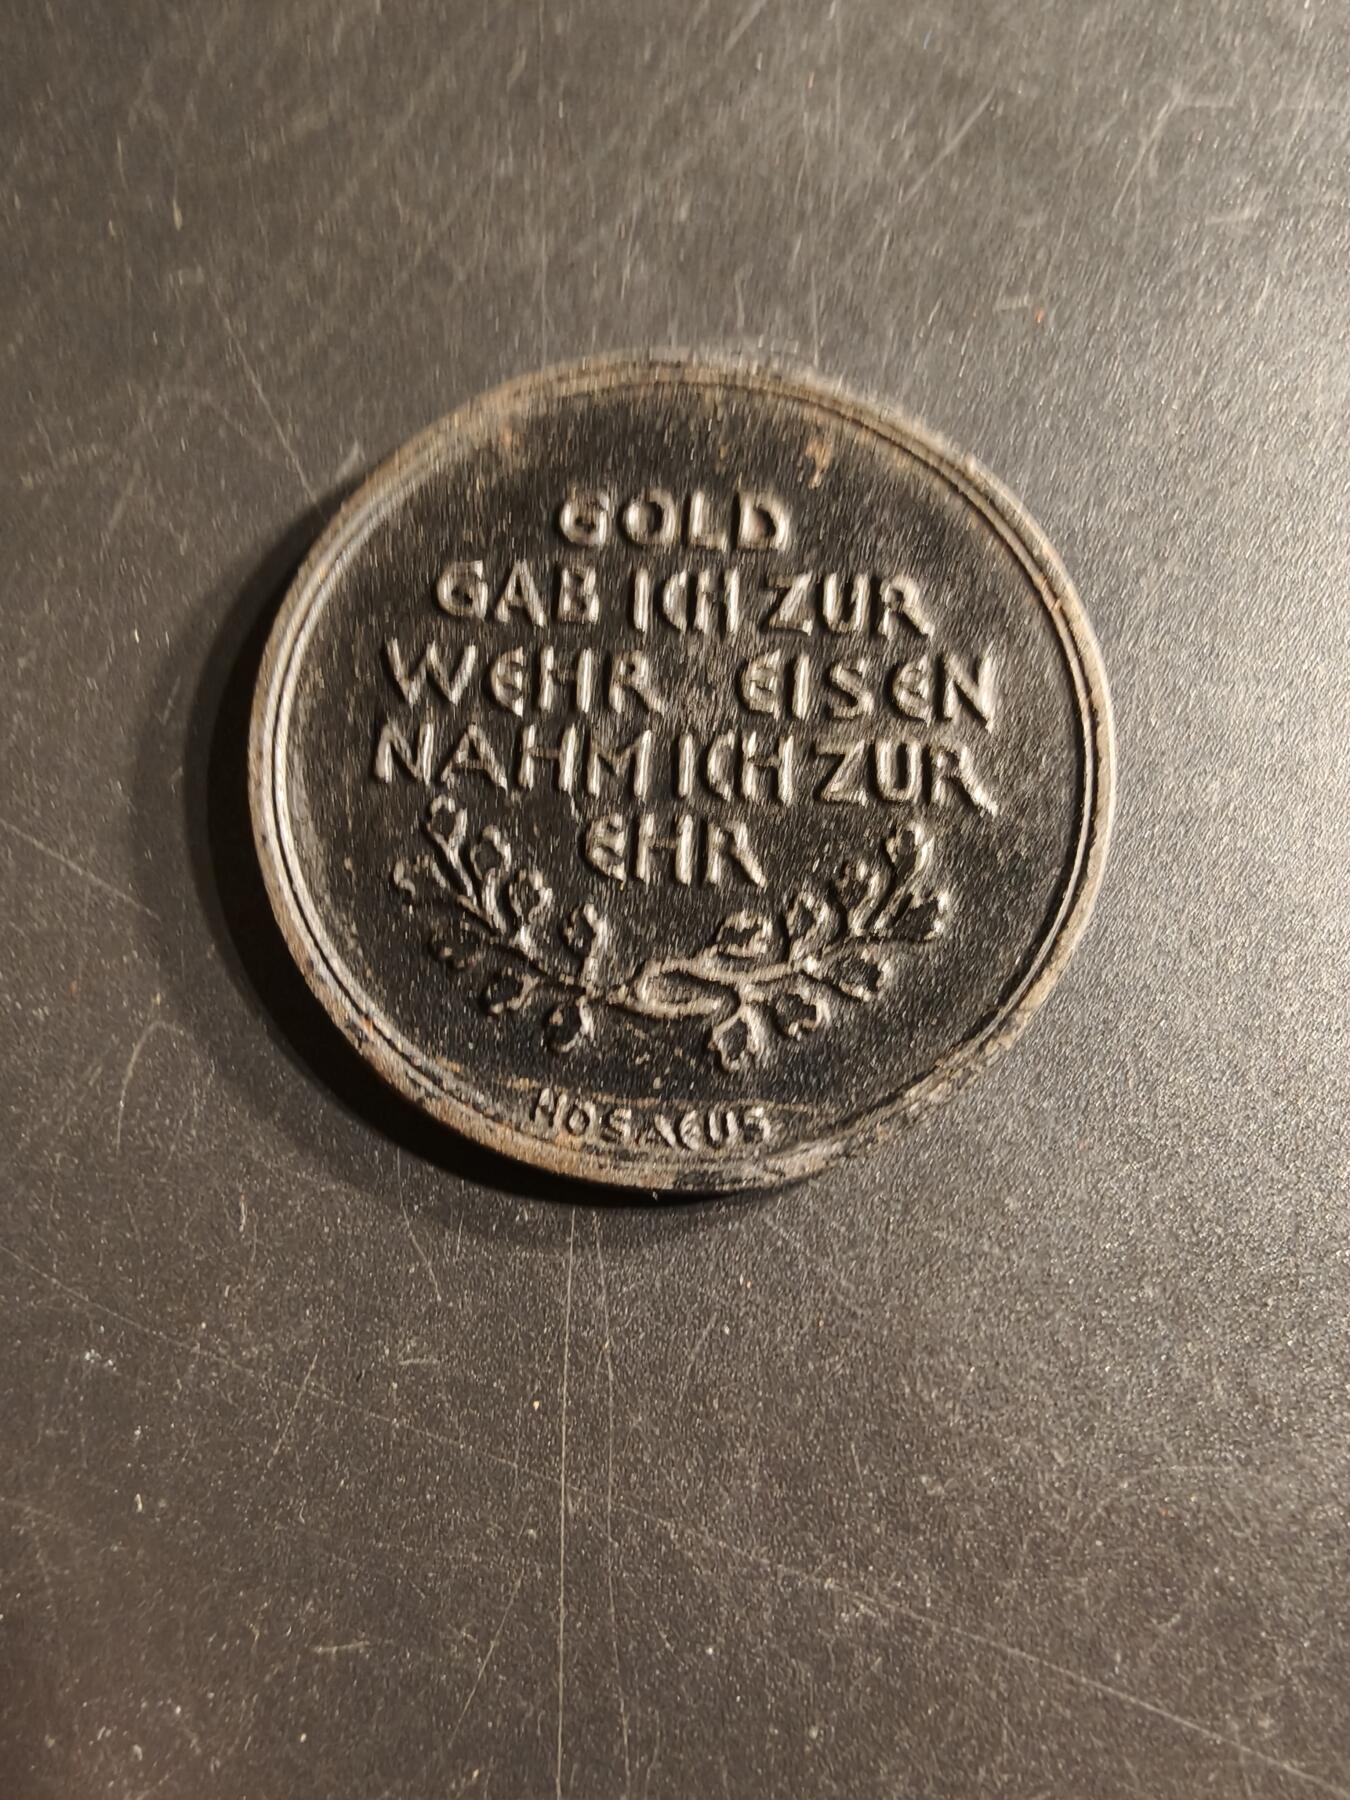 GOLD
GAB ICH ZUR
WEHR EISEN
NAHM ICH ZUR
EHR
HOSAEUS